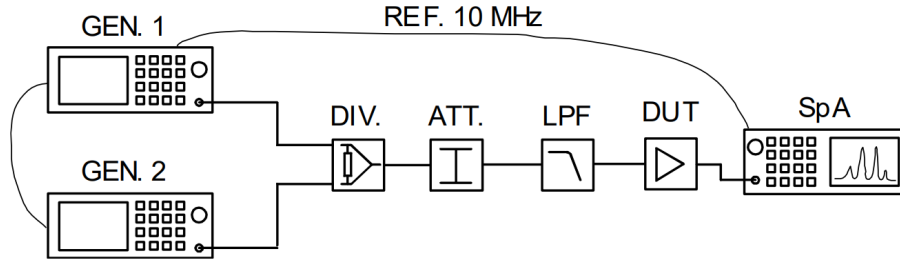 REF. 10 MHz
GEN. 1
DIV.
ATT.
LPF
DUT
SpA
GEN. 2